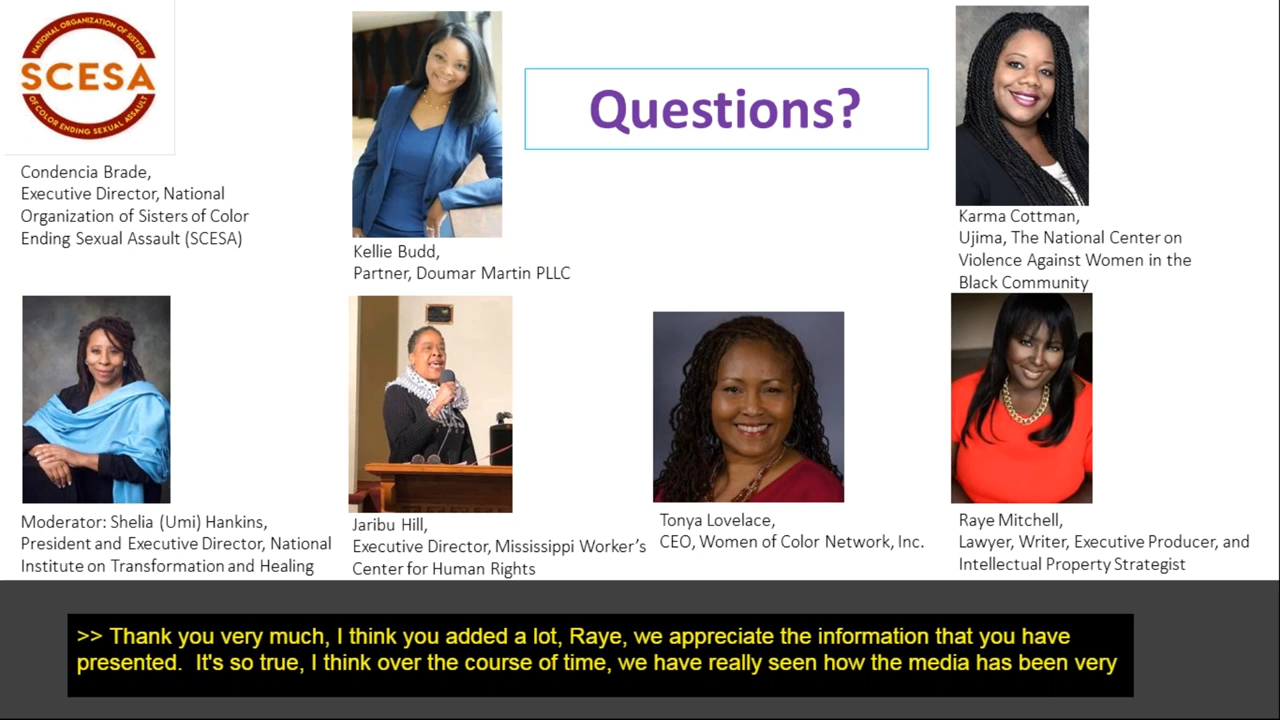 NATIONAL ORGANIZATION OF SISTERS
SCESA
OF COLOR ENDING SEXUAL ASSAULT
Condencia Brade,
Executive Director, National
Organization of Sisters of Color
Ending Sexual Assault (SCESA)
Kellie Budd,
Partner, Doumar Martin PLLC
Questions?
Karma Cottman,
Ujima, The National Center on
Violence Against Women in the
Black Community
Moderator: Shelia (Umi) Hankins,
President and Executive Director, National
Institute on Transformation and Healing
Jaribu Hill,
Executive Director, Mississippi Worker’s
Center for Human Rights
Tonya Lovelace,
CEO, Women of Color Network, Inc.
Raye Mitchell,
Lawyer, Writer, Executive Producer, and
Intellectual Property Strategist
>> Thank you very much, I think you added a lot, Raye, we appreciate the information that you have
presented.  It's so true, I think over the course of time, we have really seen how the media has been very